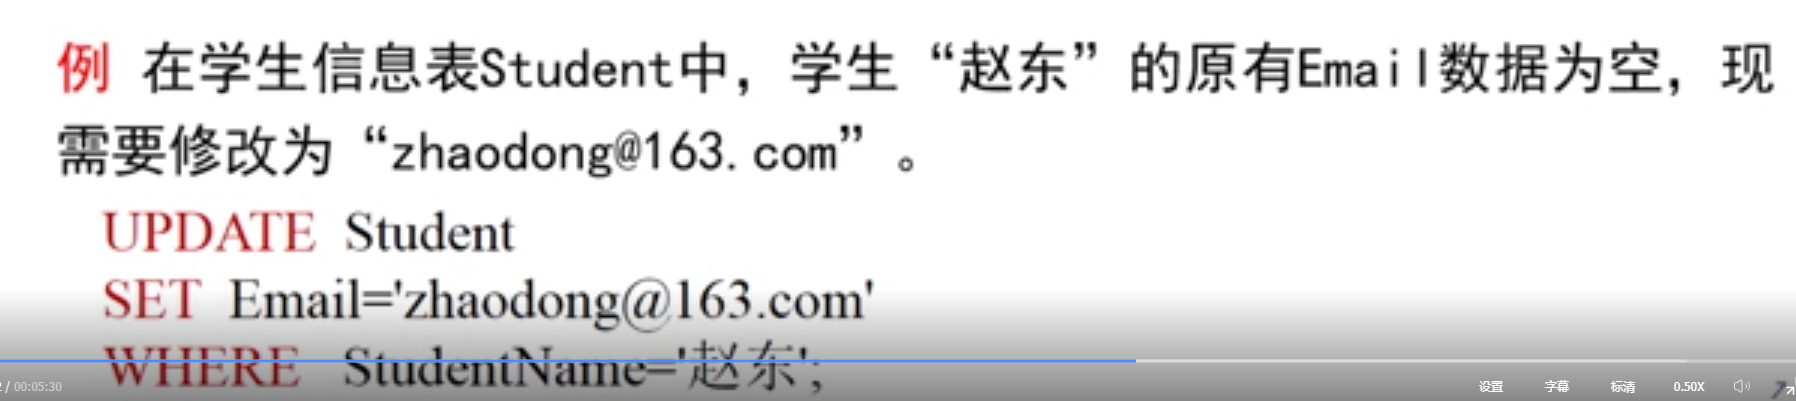 例 在学生信息表Student中，学生“赵东”的原有Email数据为空，现
需要修改为“zhaodong@163.com”。
UPDATE Student
SET Email='zhaodong@163.com'
WHERE StudentName='赵东';
/ 00:05:30 设置 字幕 标清 0.50X